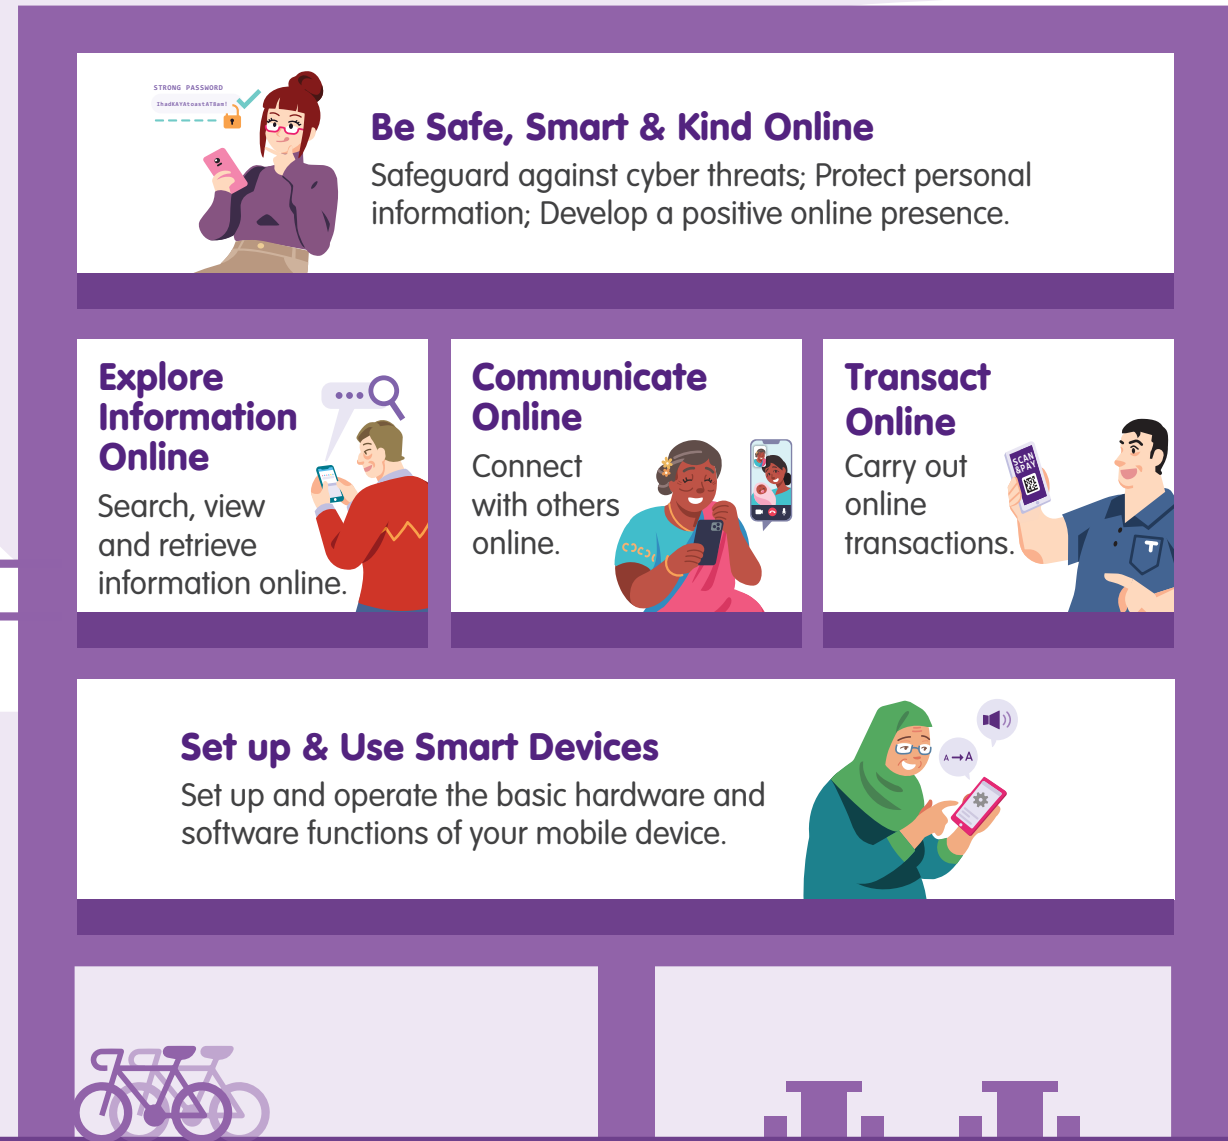 STRONG PASSWORD
IhadKAYAtoastAT8am!
Be Safe, Smart & Kind Online
Safeguard against cyber threats; Protect personal
information; Develop a positive online presence.
Explore
Information
Online
Search, view
and retrieve
information online.
Communicate
Online
Connect
with others
online.
Transact
Online
Carry out
online
transactions.
SCAN
&PAY
T
Set up & Use Smart Devices
Set up and operate the basic hardware and
software functions of your mobile device.
A→A